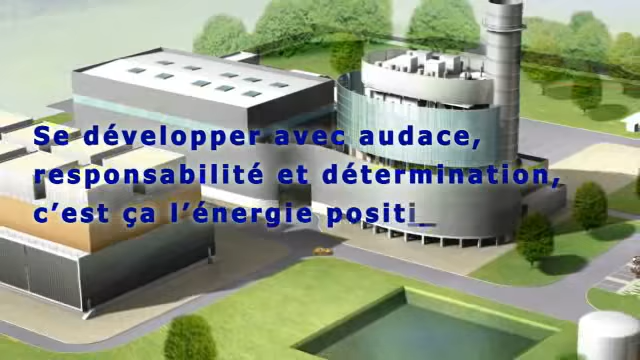 Se développer avec audace,
responsabilité et détermination,
c’est ça l’énergie positi_